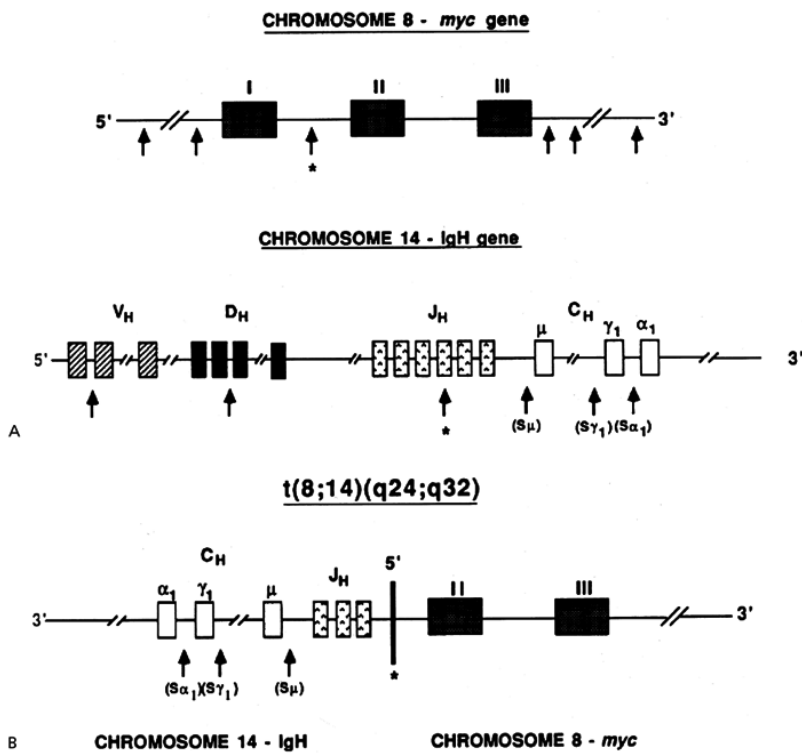 CHROMOSOME 8 - myc gene
I II III
5' 3'
*
CHROMOSOME 14 - IgH gene
VH DH JH CH
μ γ1 α1
5' 3'
(Sμ) (Sγ1)(Sα1)
*
A
t(8;14)(q24;q32)
CH 5'
α1 γ1 μ JH II III
3' 3'
(Sα1)(Sγ1) (Sμ) *
B CHROMOSOME 14 - IgH CHROMOSOME 8 - myc